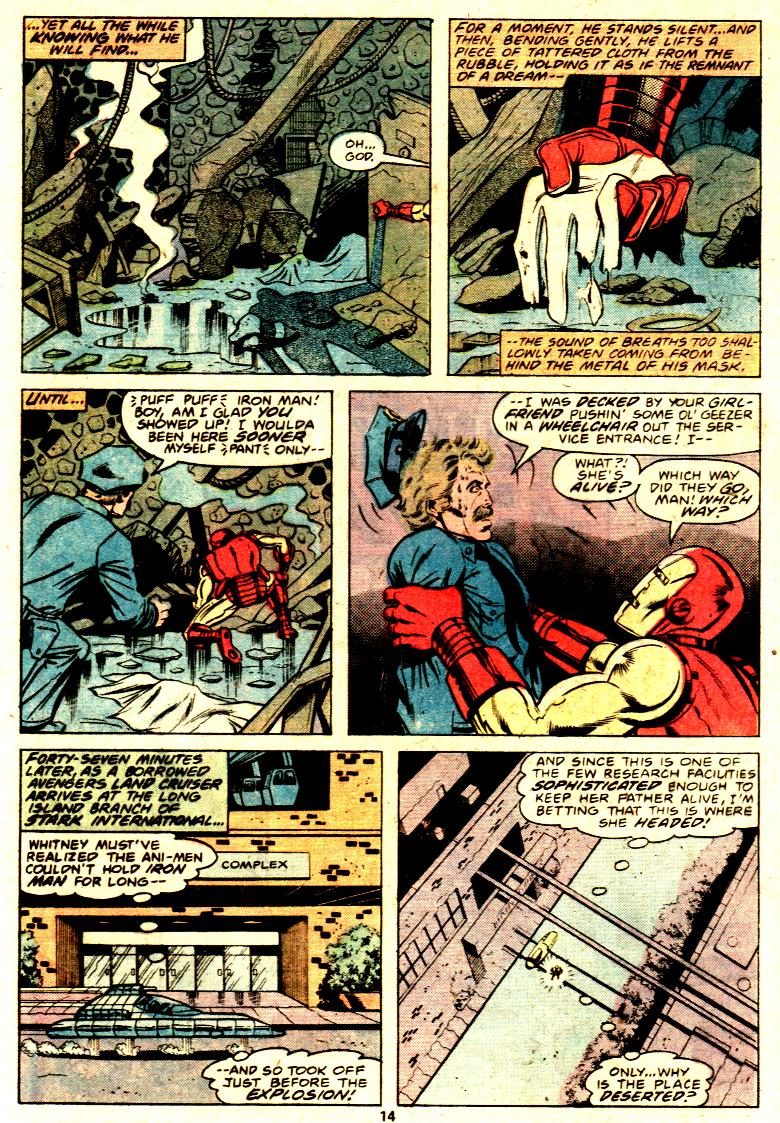 ...YET ALL THE WHILE
KNOWING WHAT HE
WILL FIND...
OH...
GOD.
FOR A MOMENT, HE STANDS SILENT...AND
THEN, BENDING GENTLY, HE LIFTS A
PIECE OF TATTERED CLOTH FROM THE
RUBBLE, HOLDING IT AS IF THE REMNANT
OF A DREAM--
--THE SOUND OF BREATHS TOO SHAL-
LOWLY TAKEN COMING FROM BE-
HIND THE METAL OF HIS MASK.
UNTIL...
PUFF PUFF IRON MAN!
BOY, AM I GLAD YOU
SHOWED UP! I WOULDA
BEEN HERE SOONER
MYSELF PANT ONLY--
--I WAS DECKED BY YOUR GIRL-
FRIEND PUSHIN' SOME OL' GEEZER
IN A WHEELCHAIR OUT THE SER-
VICE ENTRANCE! I--
WHAT?!
SHE'S
ALIVE?
WHICH WAY
DID THEY GO,
MAN! WHICH
WAY?
FORTY-SEVEN MINUTES
LATER, AS A BORROWED
AVENGERS LAND CRUISER
ARRIVES AT THE LONG
ISLAND BRANCH OF
STARK INTERNATIONAL...
WHITNEY MUST'VE
REALIZED THE ANI-MEN
COULDN'T HOLD IRON
MAN FOR LONG--
COMPLEX
--AND SO TOOK OFF
JUST BEFORE THE
EXPLOSION!
AND SINCE THIS IS ONE OF
THE FEW RESEARCH FACILITIES
SOPHISTICATED ENOUGH TO
KEEP HER FATHER ALIVE, I'M
BETTING THAT THIS IS WHERE
SHE HEADED!
ONLY...WHY
IS THE PLACE
DESERTED?
14